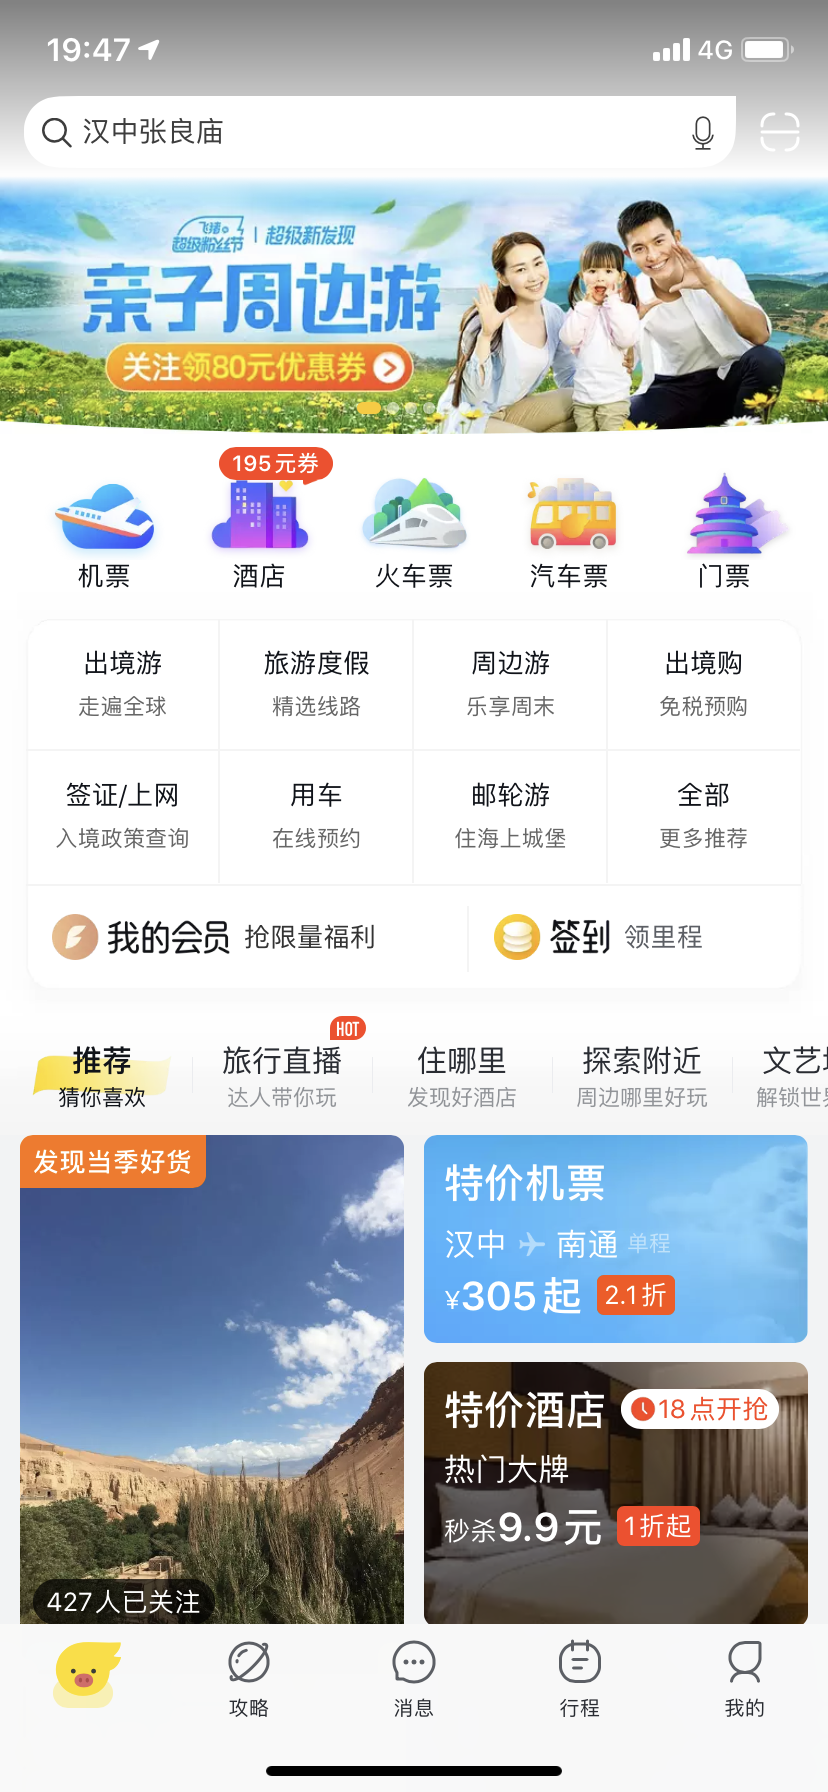 19:47
4G
汉中张良庙
飞猪
超级粉丝节 | 超级新发现
亲子周边游
关注领80元优惠券
195元券
机票
酒店
火车票
汽车票
门票
出境游
旅游度假
周边游
出境购
走遍全球
精选线路
乐享周末
免税预购
签证/上网
用车
邮轮游
全部
入境政策查询
在线预约
住海上城堡
更多推荐
我的会员 抢限量福利
签到 领里程
HOT
推荐
旅行直播
住哪里
探索附近
文艺
猜你喜欢
达人带你玩
发现好酒店
周边哪里好玩
解锁世
发现当季好货
427人已关注
特价机票
汉中 南通 单程
¥305起 2.1折
特价酒店 18点开抢
热门大牌
秒杀9.9元 1折起
攻略
消息
行程
我的